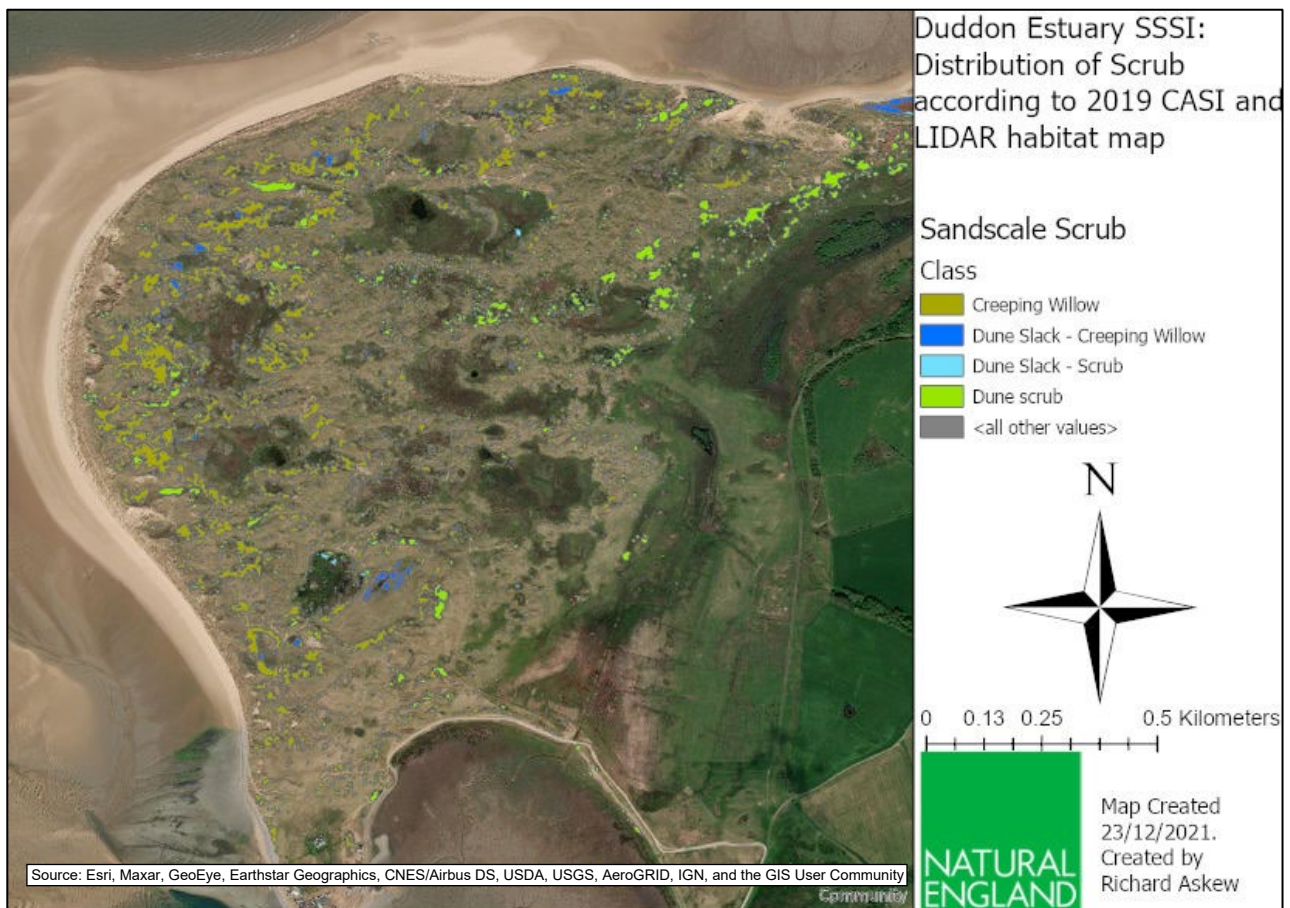 Duddon Estuary SSSI:
Distribution of Scrub
according to 2019 CASI and
LIDAR habitat map
Sandscale Scrub
Class
Creeping Willow
Dune Slack - Creeping Willow
Dune Slack - Scrub
Dune scrub
<all other values>
N
0 0.13 0.25 0.5 Kilometers
NATURAL
ENGLAND
Map Created
23/12/2021.
Created by
Richard Askew
Source: Esri, Maxar, GeoEye, Earthstar Geographics, CNES/Airbus DS, USDA, USGS, AeroGRID, IGN, and the GIS User Community
Community